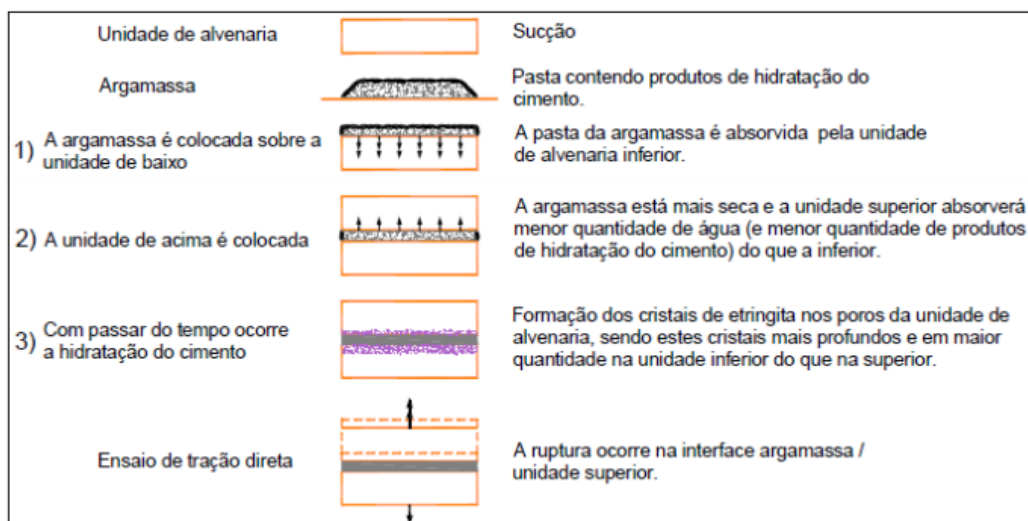 Unidade de alvenaria
Sucção
Argamassa
Pasta contendo produtos de hidratação do
cimento.
1) A argamassa é colocada sobre a
unidade de baixo
A pasta da argamassa é absorvida pela unidade
de alvenaria inferior.
2) A unidade de acima é colocada
A argamassa está mais seca e a unidade superior absorverá
menor quantidade de água (e menor quantidade de produtos
de hidratação do cimento) do que a inferior.
3) Com passar do tempo ocorre
a hidratação do cimento
Formação dos cristais de etringita nos poros da unidade de
alvenaria, sendo estes cristais mais profundos e em maior
quantidade na unidade inferior do que na superior.
Ensaio de tração direta
A ruptura ocorre na interface argamassa /
unidade superior.